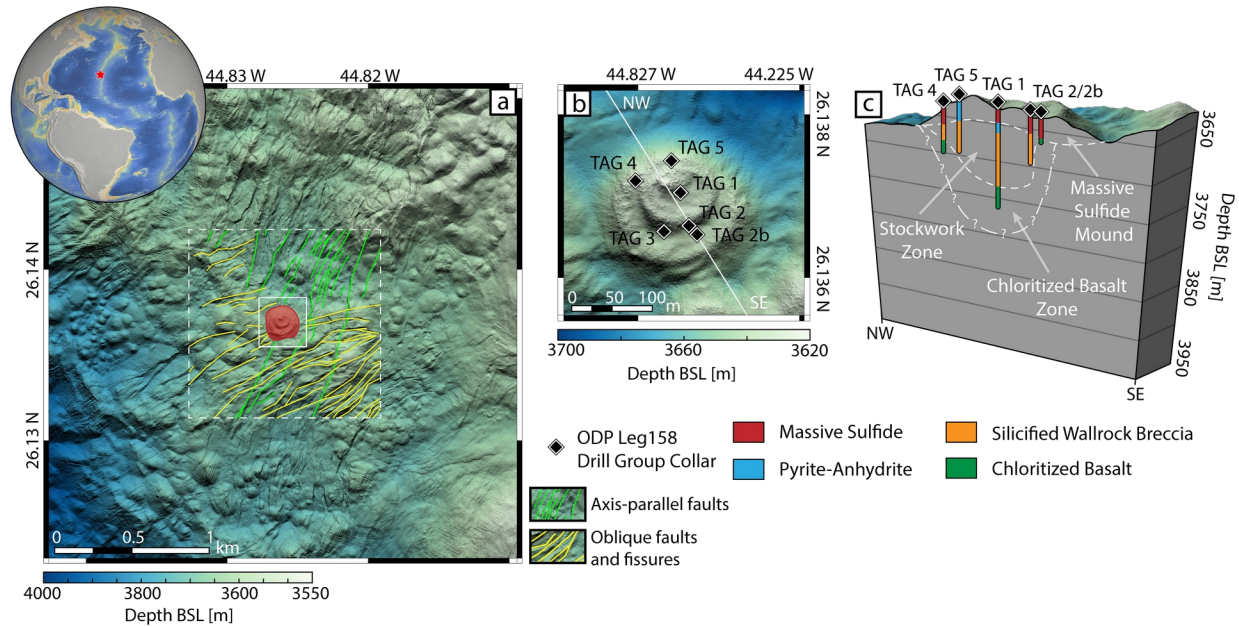 44.83 W
44.82 W
a
26.14 N
26.13 N
0
0.5
1
km
4000
3800
3600
3550
Depth BSL [m]
44.827 W
44.225 W
b
NW
TAG 5
TAG 4
TAG 1
TAG 2
TAG 3
TAG 2b
0
50
100
m
SE
26.138 N
26.136 N
3700
3660
3620
Depth BSL [m]
c
TAG 4
TAG 5
TAG 1
TAG 2/2b
3650
3750
3850
3950
Depth BSL [m]
Stockwork
Zone
Massive
Sulfide
Mound
Chloritized Basalt
Zone
?
?
?
?
?
?
NW
SE
ODP Leg158
Drill Group Collar
Massive Sulfide
Pyrite-Anhydrite
Silicified Wallrock Breccia
Chloritized Basalt
Axis-parallel faults
Oblique faults
and fissures